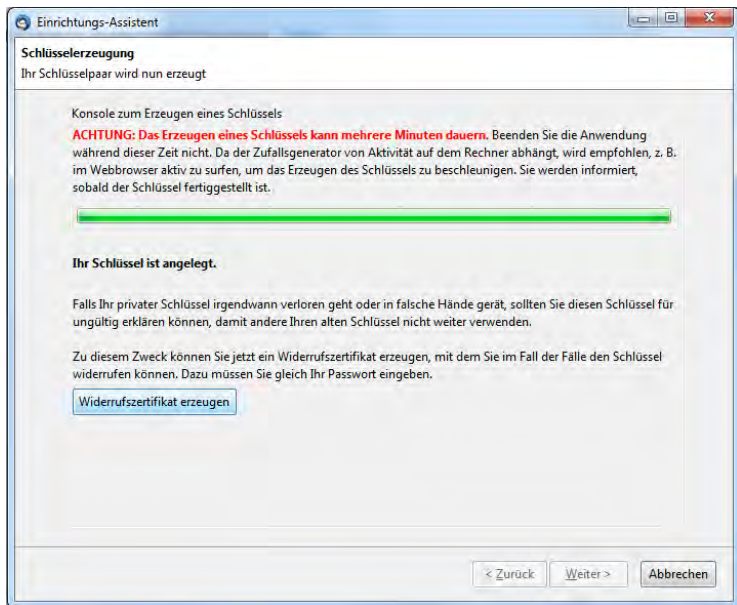 Einrichtungs-Assistent
Schlüsselerzeugung
Ihr Schlüsselpaar wird nun erzeugt
Konsole zum Erzeugen eines Schlüssels
ACHTUNG: Das Erzeugen eines Schlüssels kann mehrere Minuten dauern. Beenden Sie die Anwendung
während dieser Zeit nicht. Da der Zufallsgenerator von Aktivität auf dem Rechner abhängt, wird empfohlen, z. B.
im Webbrowser aktiv zu surfen, um das Erzeugen des Schlüssels zu beschleunigen. Sie werden informiert,
sobald der Schlüssel fertiggestellt ist.
Ihr Schlüssel ist angelegt.
Falls Ihr privater Schlüssel irgendwann verloren geht oder in falsche Hände gerät, sollten Sie diesen Schlüssel für
ungültig erklären können, damit andere Ihren alten Schlüssel nicht weiter verwenden.
Zu diesem Zweck können Sie jetzt ein Widerrufszertifikat erzeugen, mit dem Sie im Fall der Fälle den Schlüssel
widerrufen können. Dazu müssen Sie gleich Ihr Passwort eingeben.
Widerrufszertifikat erzeugen
< Zurück Weiter > Abbrechen